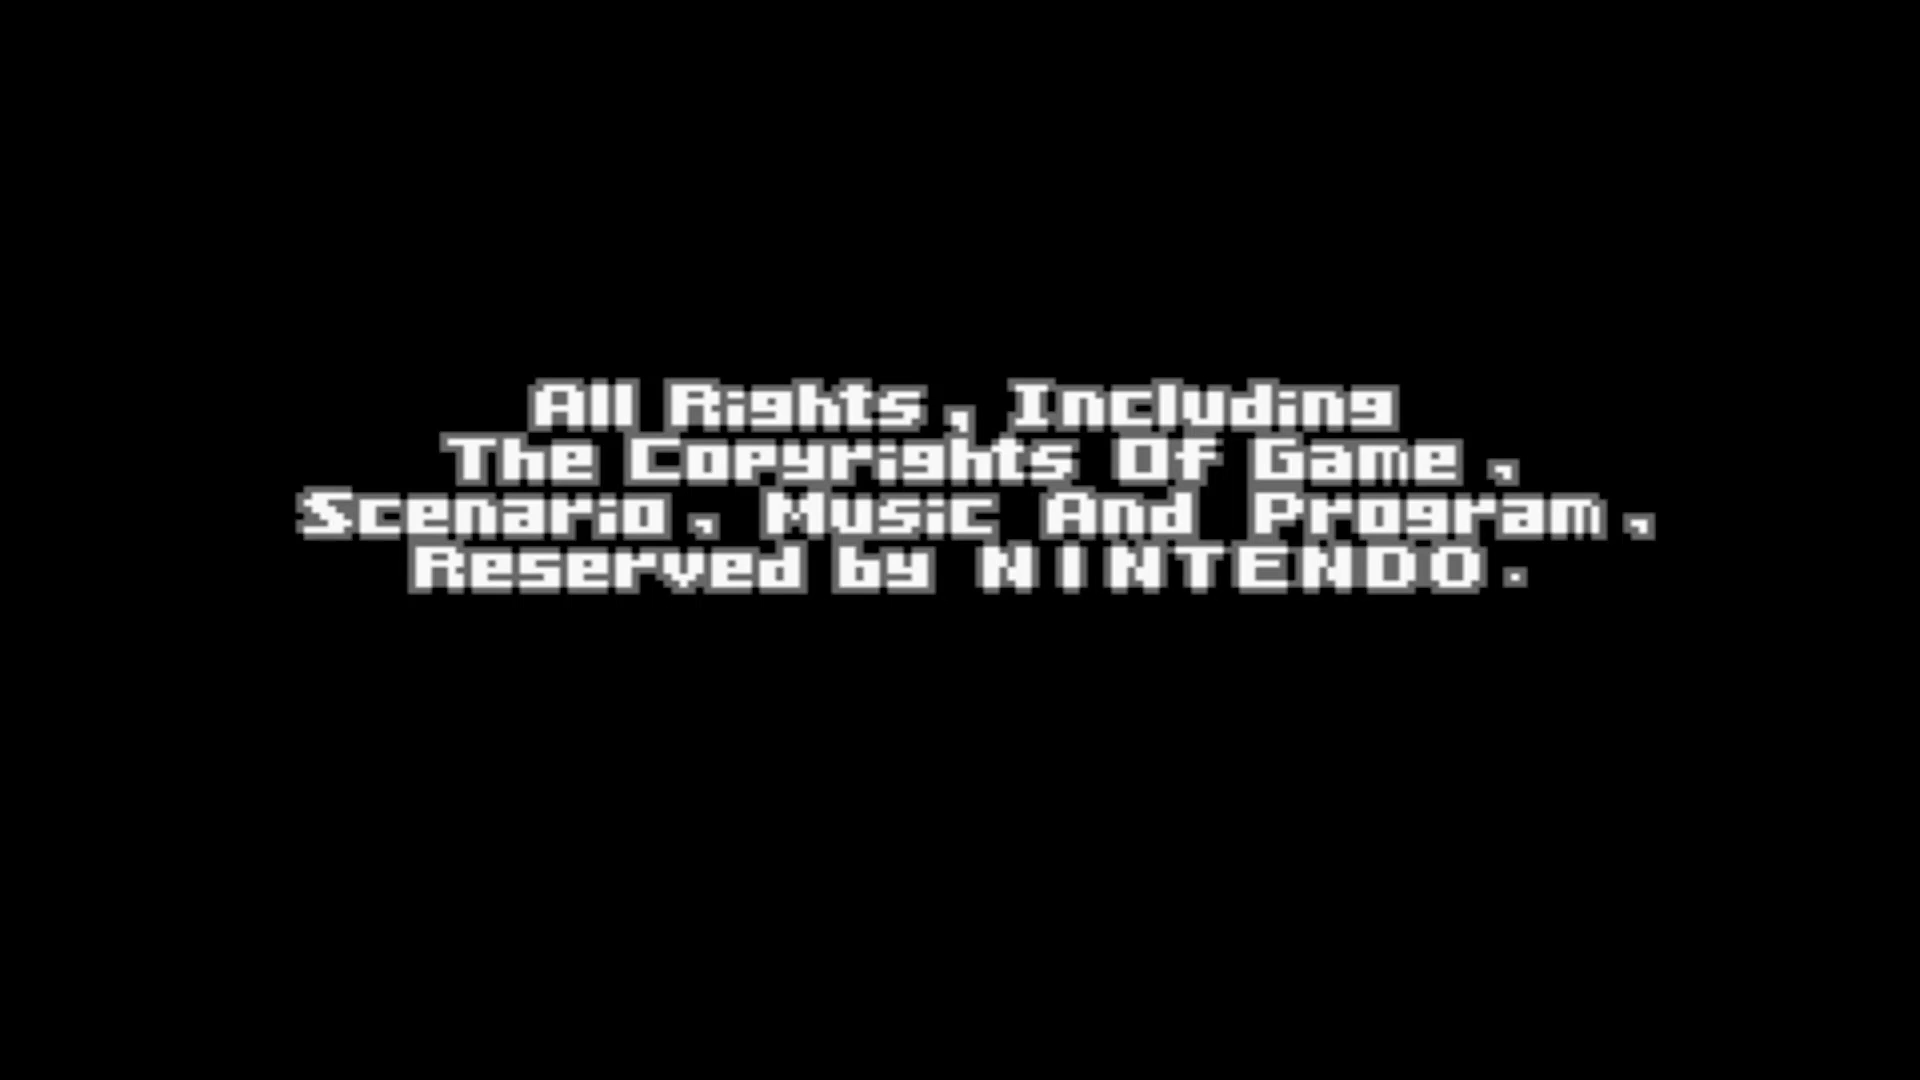 All Rights, Including
The Copyrights Of Game,
Scenario, Music And Program,
Reserved by NINTENDO.